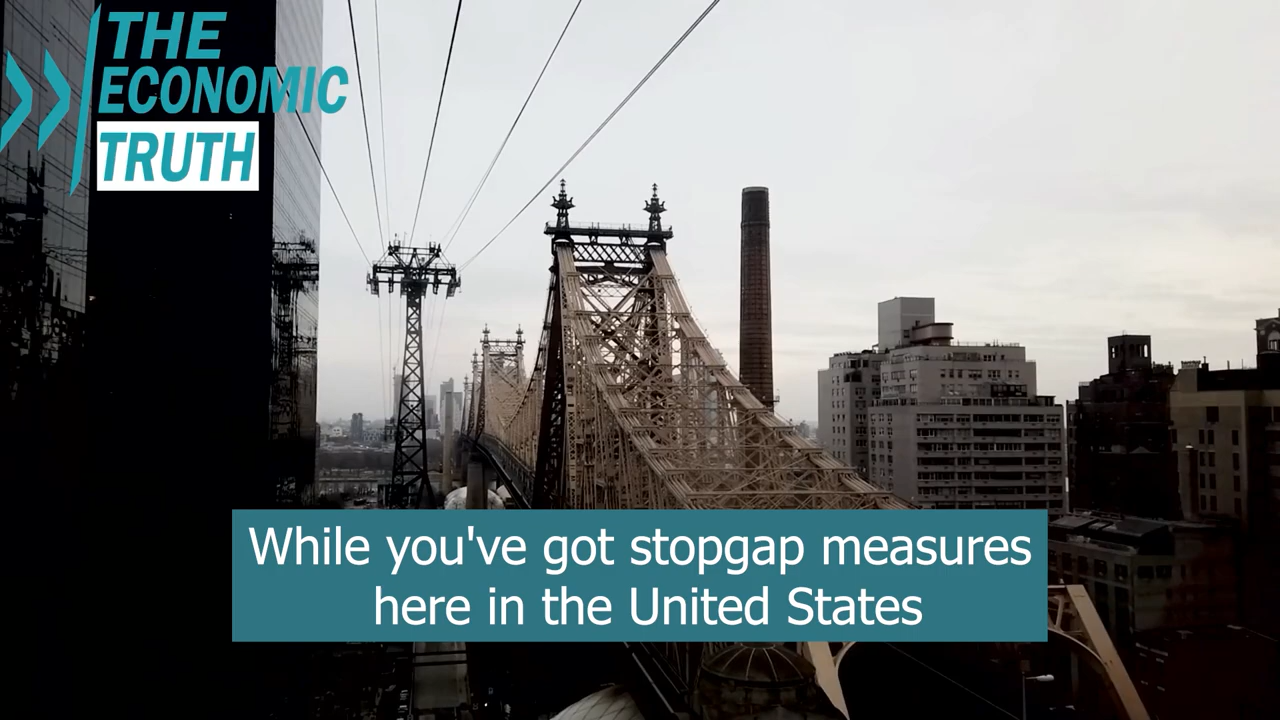 THE
ECONOMIC
TRUTH
While you've got stopgap measures
here in the United States